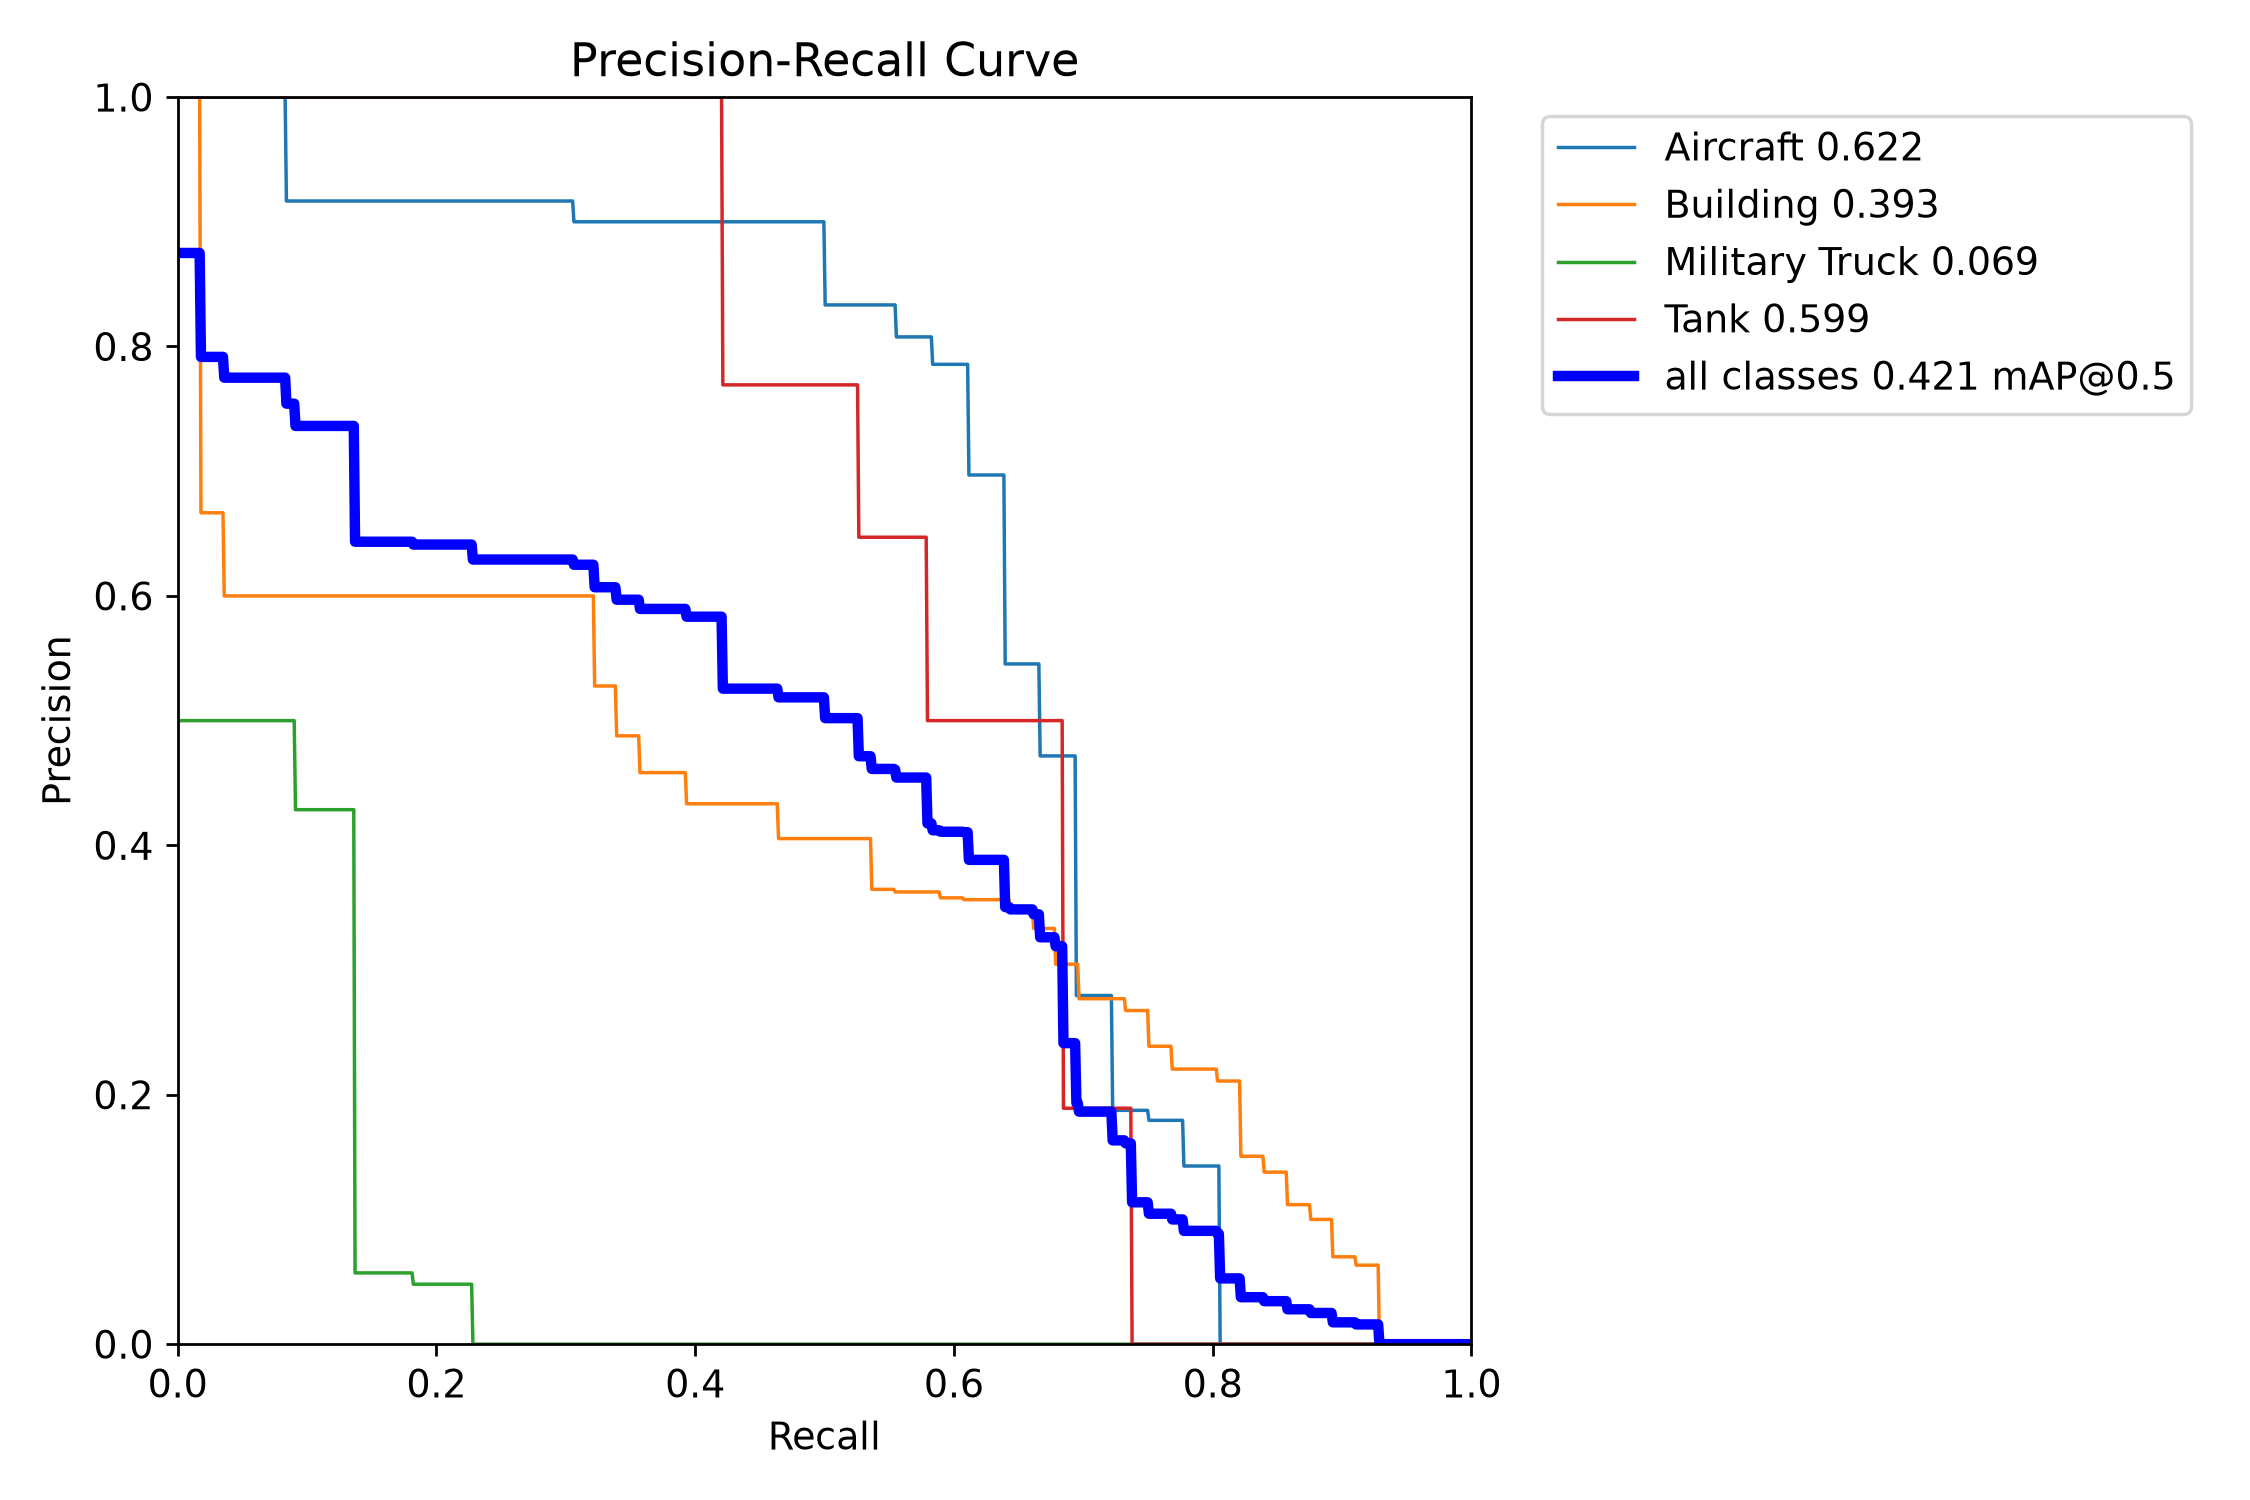 Precision-Recall Curve
1.0
0.8
0.6
0.4
0.2
0.0
Precision
0.0 0.2 0.4 0.6 0.8 1.0
Recall
Aircraft 0.622
Building 0.393
Military Truck 0.069
Tank 0.599
all classes 0.421 mAP@0.5